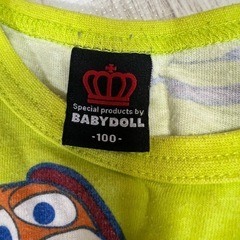 Special products by
BABYDOLL
-100-